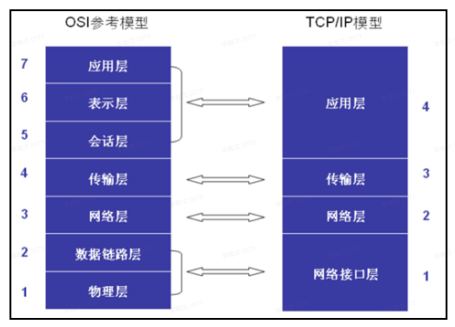 OSI参考模型 TCP/IP模型
7 应用层
6 表示层
5 会话层
4 传输层
3 网络层
2 数据链路层
1 物理层
应用层 4
传输层 3
网络层 2
网络接口层 1